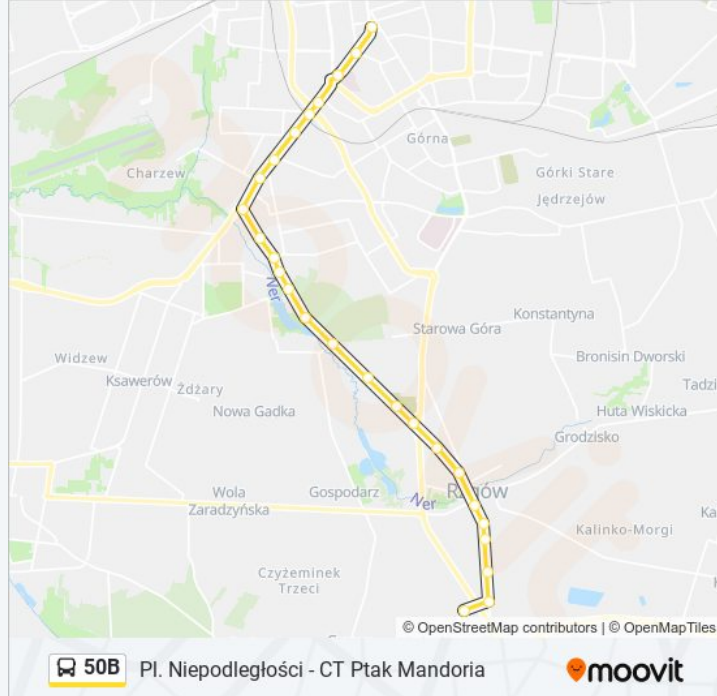 Górna
Charzew
Górki Stare
Jędrzejów
Ner
Konstantyna
Starowa Góra
Widzew
Bronisin Dworski
Ksawerów
Żdżary
Nowa Gadka
Huta Wiskicka
Grodzisko
Wola
Zaradzyńska
Gospodarz
Ner
Kalinko-Morgi
Czyżeminek
Trzeci
© OpenStreetMap contributors | © OpenMapTiles
50B Pl. Niepodległości - CT Ptak Mandoria moovit